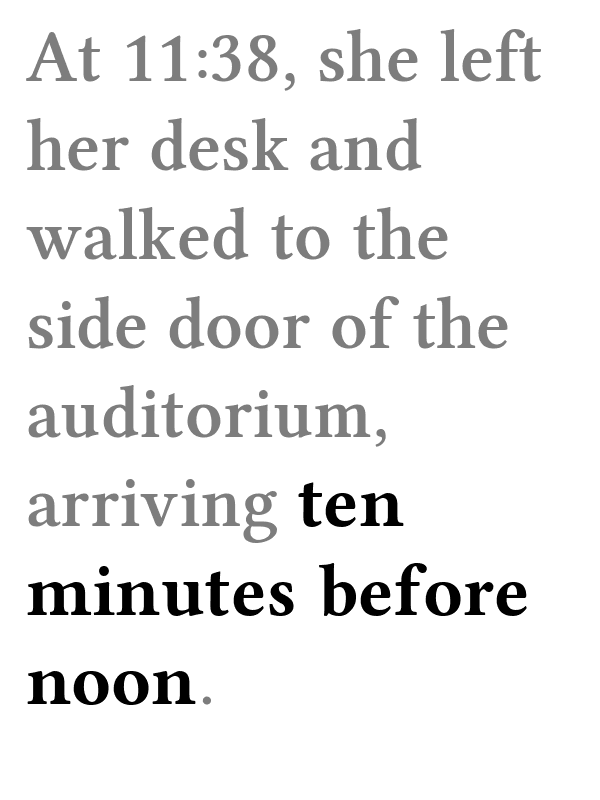 At 11:38, she left
her desk and
walked to the
side door of the
auditorium,
arriving ten
minutes before
noon.